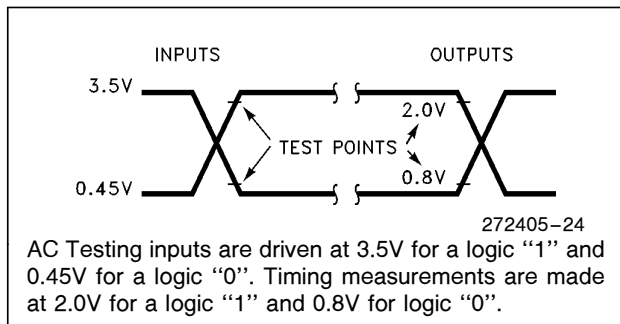 INPUTS OUTPUTS
3.5V
2.0V
TEST POINTS
0.8V
0.45V
272405–24
AC Testing inputs are driven at 3.5V for a logic ‘‘1’’ and
0.45V for a logic ‘‘0’’. Timing measurements are made
at 2.0V for a logic ‘‘1’’ and 0.8V for logic ‘‘0’’.